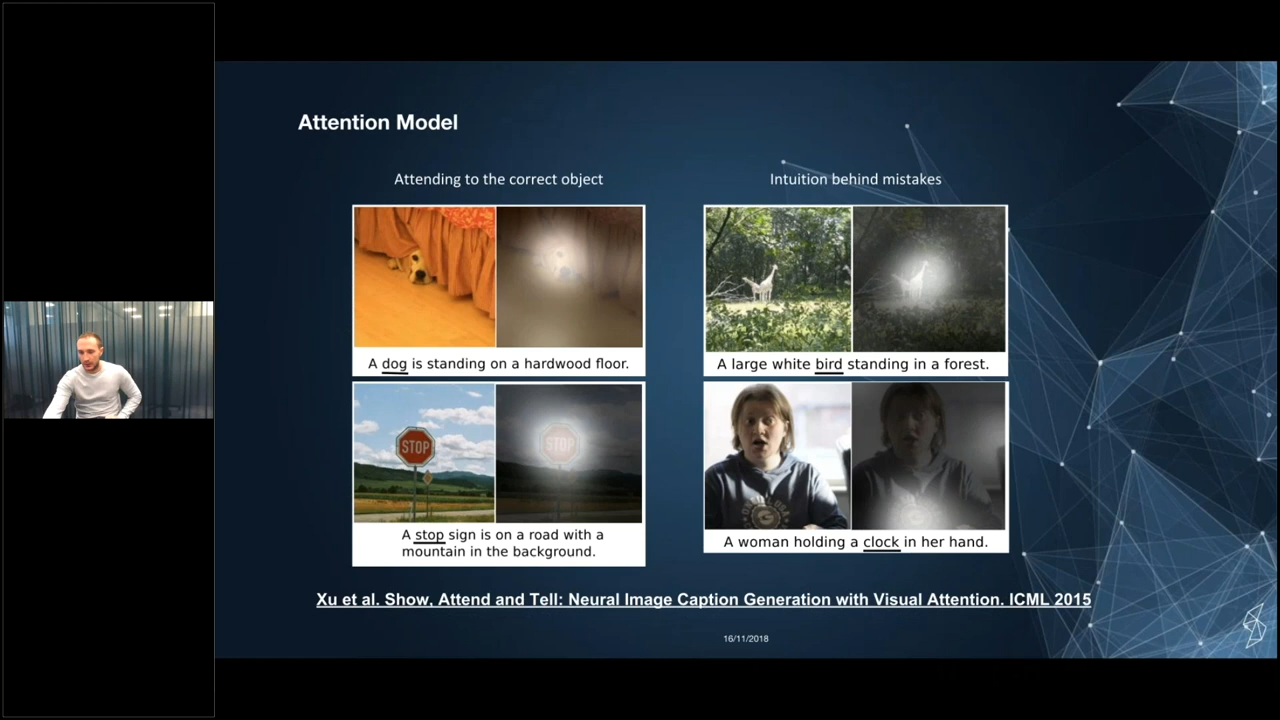 Attention Model
Attending to the correct object
A dog is standing on a hardwood floor.
STOP
STOP
A stop sign is on a road with a
mountain in the background.
Intuition behind mistakes
A large white bird standing in a forest.
G
A woman holding a clock in her hand.
Xu et al. Show, Attend and Tell: Neural Image Caption Generation with Visual Attention. ICML 2015
16/11/2018